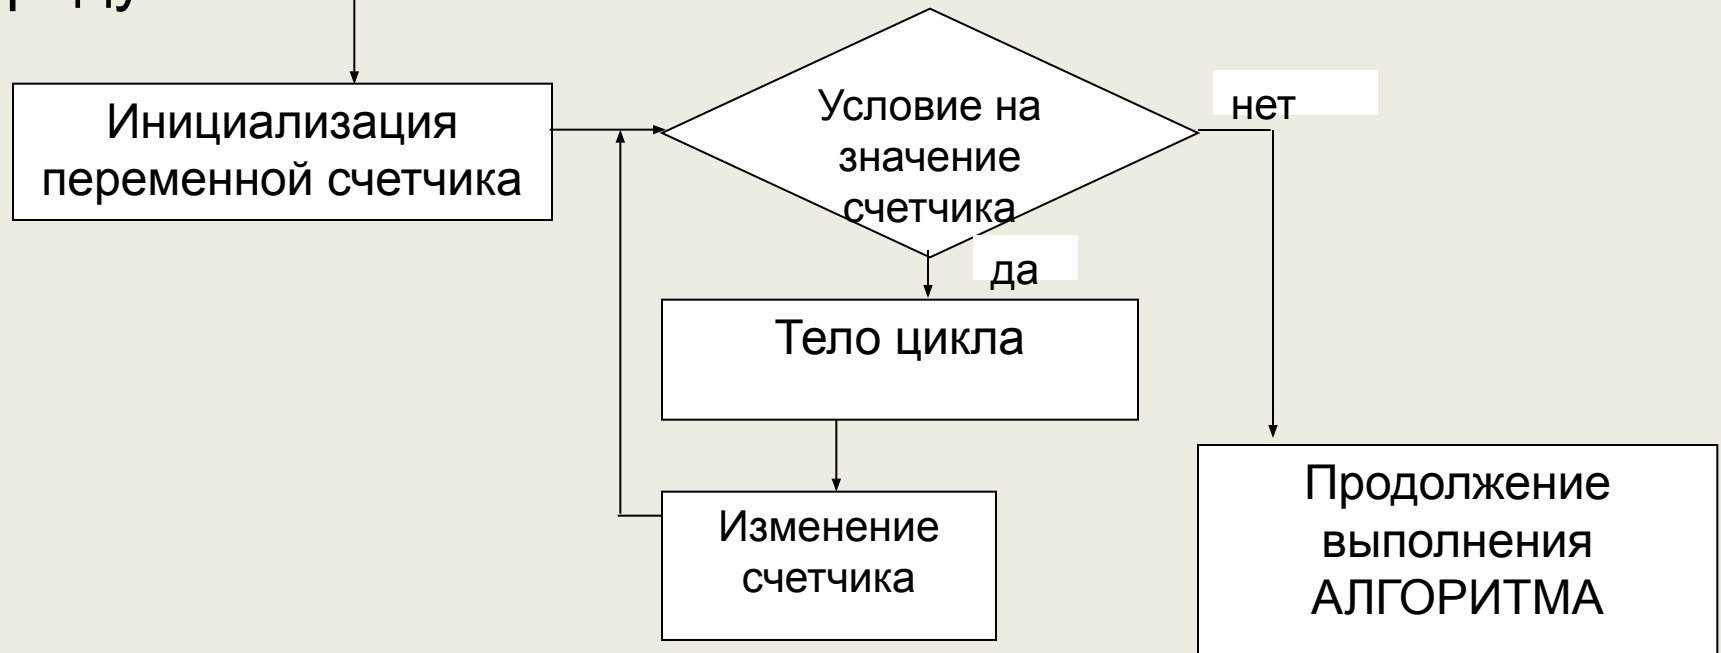 Инициализация
переменной счетчика
Условие на
значение
счетчика
нет
да
Тело цикла
Изменение
счетчика
Продолжение
выполнения
АЛГОРИТМА